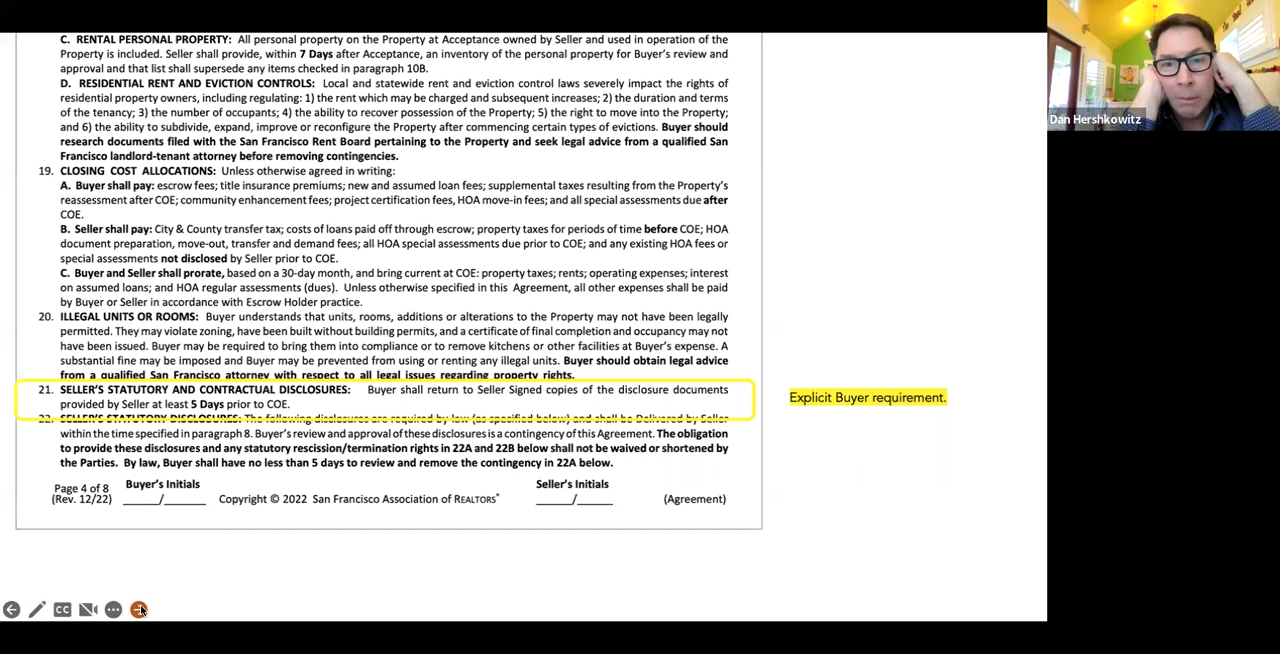 C. RENTAL PERSONAL PROPERTY: All personal property on the Property at Acceptance owned by Seller and used in operation of the
Property is included. Seller shall provide, within 7 Days after Acceptance, an inventory of the personal property for Buyer's review and
approval and that list shall supersede any items checked in paragraph 10B.
D. RESIDENTIAL RENT AND EVICTION CONTROLS: Local and statewide rent and eviction control laws severely impact the rights of
residential property owners, including regulating: 1) the rent which may be charged and subsequent increases; 2) the duration and terms
of the tenancy; 3) the number of occupants; 4) the ability to recover possession of the Property; 5) the right to move into the Property;
and 6) the ability to subdivide, expand, improve or reconfigure the Property after commencing certain types of evictions. Buyer should
research documents filed with the San Francisco Rent Board pertaining to the Property and seek legal advice from a qualified San
Francisco landlord-tenant attorney before removing contingencies.
19. CLOSING COST ALLOCATIONS: Unless otherwise agreed in writing:
A. Buyer shall pay: escrow fees; title insurance premiums; new and assumed loan fees; supplemental taxes resulting from the Property's
reassessment after COE; community enhancement fees; project certification fees, HOA move-in fees; and all special assessments due after
COE.
B. Seller shall pay: City & County transfer tax; costs of loans paid off through escrow; property taxes for periods of time before COE; HOA
document preparation, move-out, transfer and demand fees; all HOA special assessments due prior to COE; and any existing HOA fees or
special assessments not disclosed by Seller prior to COE.
C. Buyer and Seller shall prorate, based on a 30-day month, and bring current at COE: property taxes; rents; operating expenses; interest
on assumed loans; and HOA regular assessments (dues). Unless otherwise specified in this Agreement, all other expenses shall be paid
by Buyer or Seller in accordance with Escrow Holder practice.
20. ILLEGAL UNITS OR ROOMS: Buyer understands that units, rooms, additions or alterations to the Property may not have been legally
permitted. They may violate zoning, have been built without building permits, and a certificate of final completion and occupancy may not
have been issued. Buyer may be required to bring them into compliance or to remove kitchens or other facilities at Buyer's expense. A
substantial fine may be imposed and Buyer may be prevented from using or renting any illegal units. Buyer should obtain legal advice
from a qualified San Francisco attorney with respect to all legal issues regarding property rights.
21. SELLER'S STATUTORY AND CONTRACTUAL DISCLOSURES: Buyer shall return to Seller Signed copies of the disclosure documents
provided by Seller at least 5 Days prior to COE.
22. SELLER'S STATUTORY DISCLOSURES: The following disclosures are required by law (as specified below) and shall be Delivered by Seller
within the time specified in paragraph 8. Buyer's review and approval of these disclosures is a contingency of this Agreement. The obligation
to provide these disclosures and any statutory rescission/termination rights in 22A and 22B below shall not be waived or shortened by
the Parties. By law, Buyer shall have no less than 5 days to review and remove the contingency in 22A below.
Page 4 of 8
(Rev. 12/22)
Buyer's Initials
______/______
Copyright © 2022 San Francisco Association of REALTORS®
Seller's Initials
______/______
(Agreement)
Explicit Buyer requirement.
Dan Hershkowitz
CC